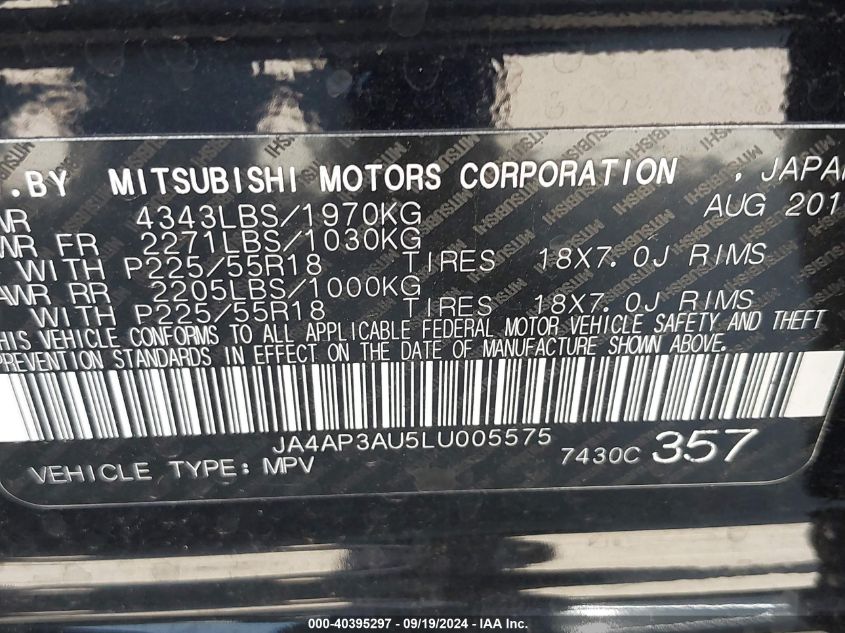 .BY MITSUBISHI MOTORS CORPORATION , JAPAN
WR 4343LBS/1970KG AUG 201
WR FR 2271LBS/1030KG
WITH P225/55R18 TIRES 18X7.0J RIMS
AWR RR 2205LBS/1000KG
WITH P225/55R18 TIRES 18X7.0J RIMS
THIS VEHICLE CONFORMS TO ALL APPLICABLE FEDERAL MOTOR VEHICLE SAFETY AND THEFT
PREVENTION STANDARDS IN EFFECT ON THE DATE OF MANUFACTURE SHOWN ABOVE.
JA4AP3AU5LU005575
VEHICLE TYPE: MPV 7430C 357
000-40395297 - 09/19/2024 - © IAA Inc.